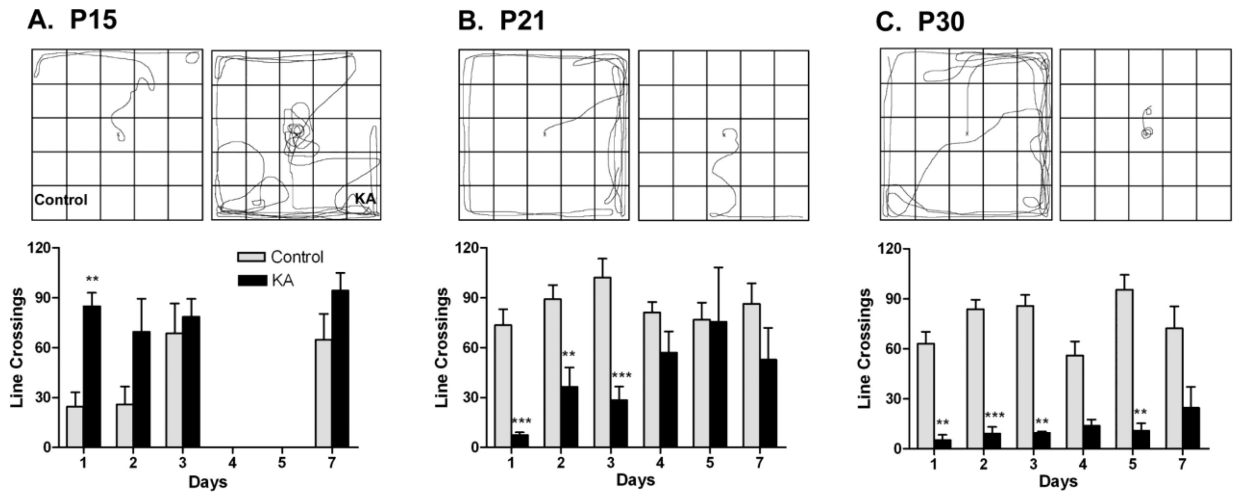 A. P15
B. P21
C. P30
Control
KA
120
90
60
30
0
Line Crossings
**
Control
KA
1 2 3 4 5 7
Days
120
90
60
30
0
Line Crossings
***
**
***
1 2 3 4 5 7
Days
120
90
60
30
0
Line Crossings
**
***
**
**
1 2 3 4 5 7
Days